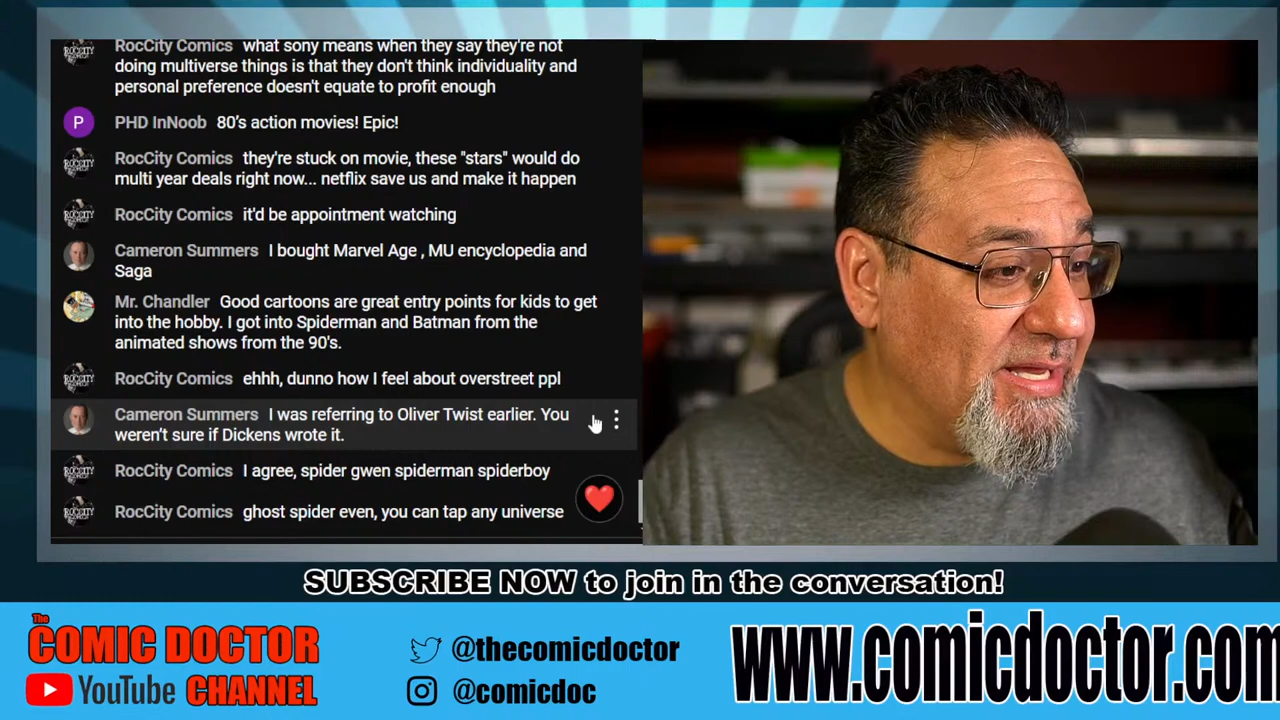 RocCity Comics what sony means when they say they're not
doing multiverse things is that they don't think individuality and
personal preference doesn't equate to profit enough
P PHD InNoob 80's action movies! Epic!
RocCity Comics they're stuck on movie, these "stars" would do
multi year deals right now... netflix save us and make it happen
RocCity Comics it'd be appointment watching
Cameron Summers I bought Marvel Age , MU encyclopedia and
Saga
Mr. Chandler Good cartoons are great entry points for kids to get
into the hobby. I got into Spiderman and Batman from the
animated shows from the 90's.
RocCity Comics ehhh, dunno how I feel about overstreet ppl
Cameron Summers I was referring to Oliver Twist earlier. You
weren't sure if Dickens wrote it.
RocCity Comics I agree, spider gwen spiderman spiderboy
RocCity Comics ghost spider even, you can tap any universe
SUBSCRIBE NOW to join in the conversation!
The
COMIC DOCTOR
YouTube CHANNEL
@thecomicdoctor
@comicdoc
www.comicdoctor.com